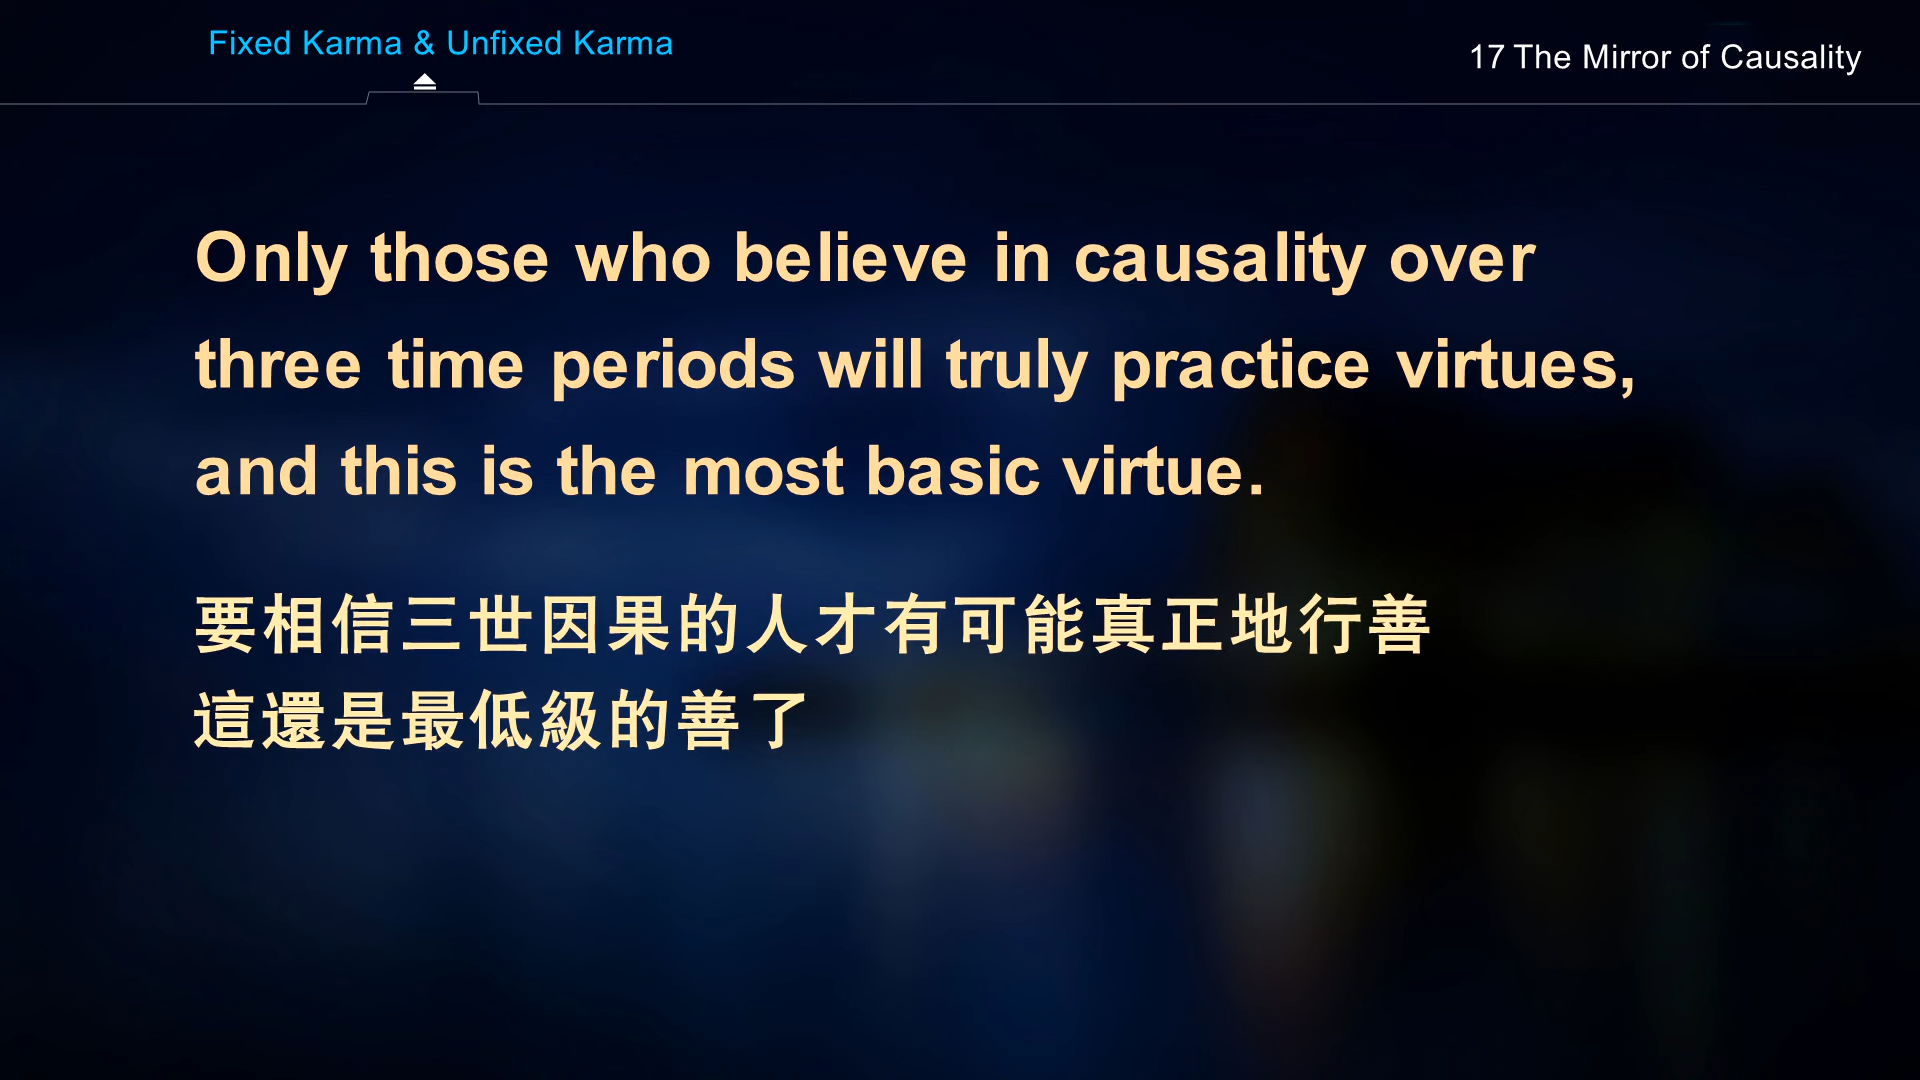 Fixed Karma & Unfixed Karma
17 The Mirror of Causality
Only those who believe in causality over
three time periods will truly practice virtues,
and this is the most basic virtue.
要相信三世因果的人才有可能真正地行善
這還是最低級的善了